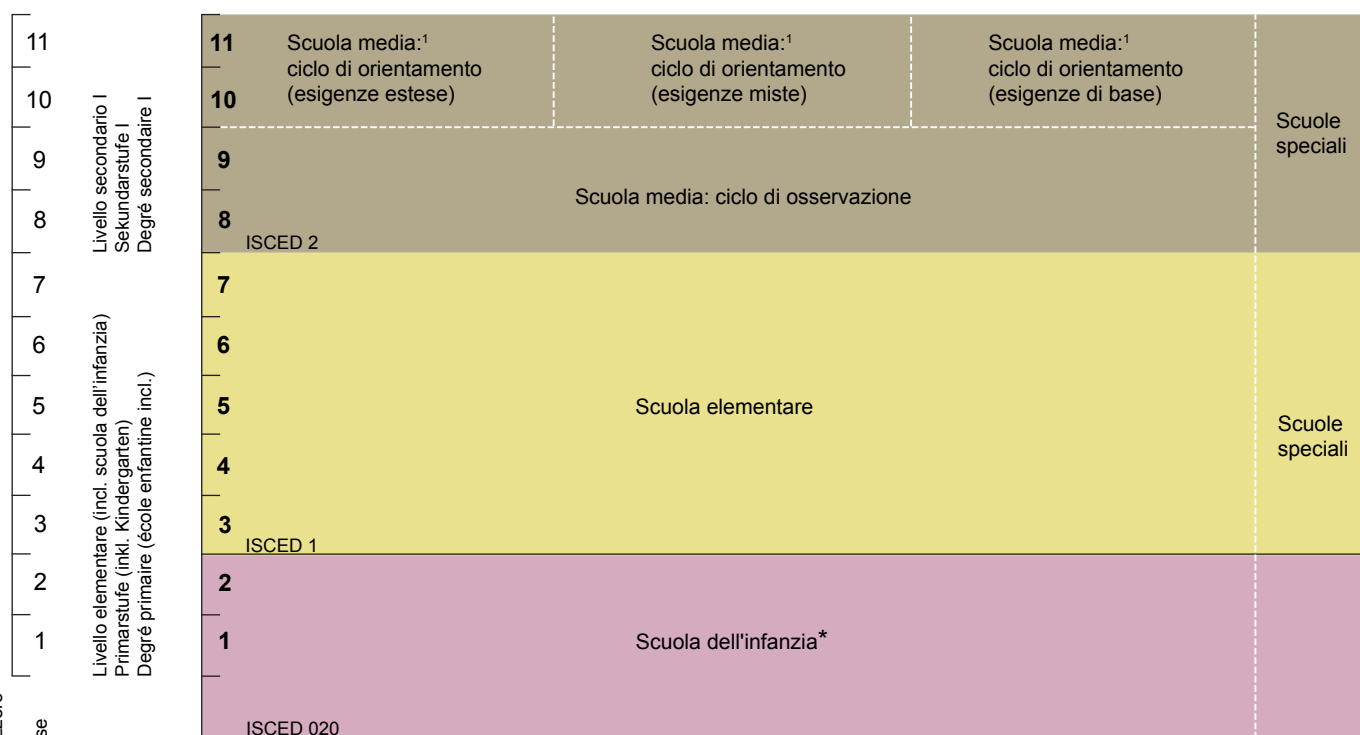 11
10
9
8
7
6
5
4
3
2
1
Livello secondario I
Sekundarstufe I
Degré secondaire I
Livello elementare (incl. scuola dell'infanzia)
Primarstufe (inkl. Kindergarten)
Degré primaire (école enfantine incl.)
11
10
9
8
7
6
5
4
3
2
1
Scuola media:¹
ciclo di orientamento
(esigenze estese)
Scuola media:¹
ciclo di orientamento
(esigenze miste)
Scuola media:¹
ciclo di orientamento
(esigenze di base)
Scuole
speciali
Scuola media: ciclo di osservazione
ISCED 2
Scuola elementare
Scuole
speciali
ISCED 1
Scuola dell'infanzia*
ISCED 020